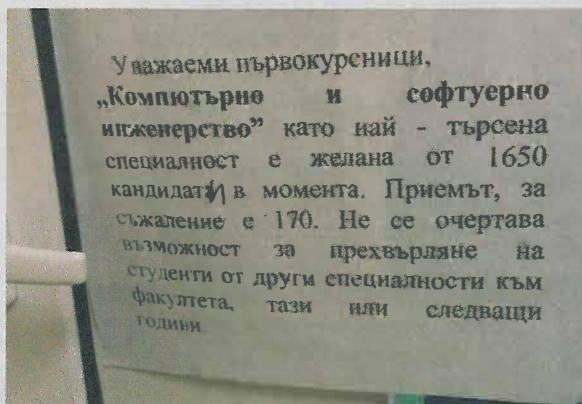 Уважаеми първокурсници,
„Компютърно и софтуерно
инженерство” като най - търсена
специалност е желана от 1650
кандидати в момента. Приемът, за
съжаление е 170. Не се очертава
възможност за прехвърляне на
студенти от други специалности към
факултета, тази или следващи
години